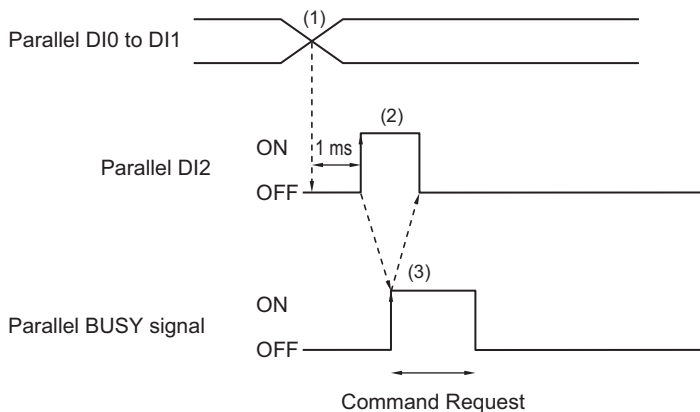 Parallel DI0 to DI1
(1)
(2)
Parallel DI2
ON
1 ms
OFF
(3)
Parallel BUSY signal
ON
OFF
Command Request